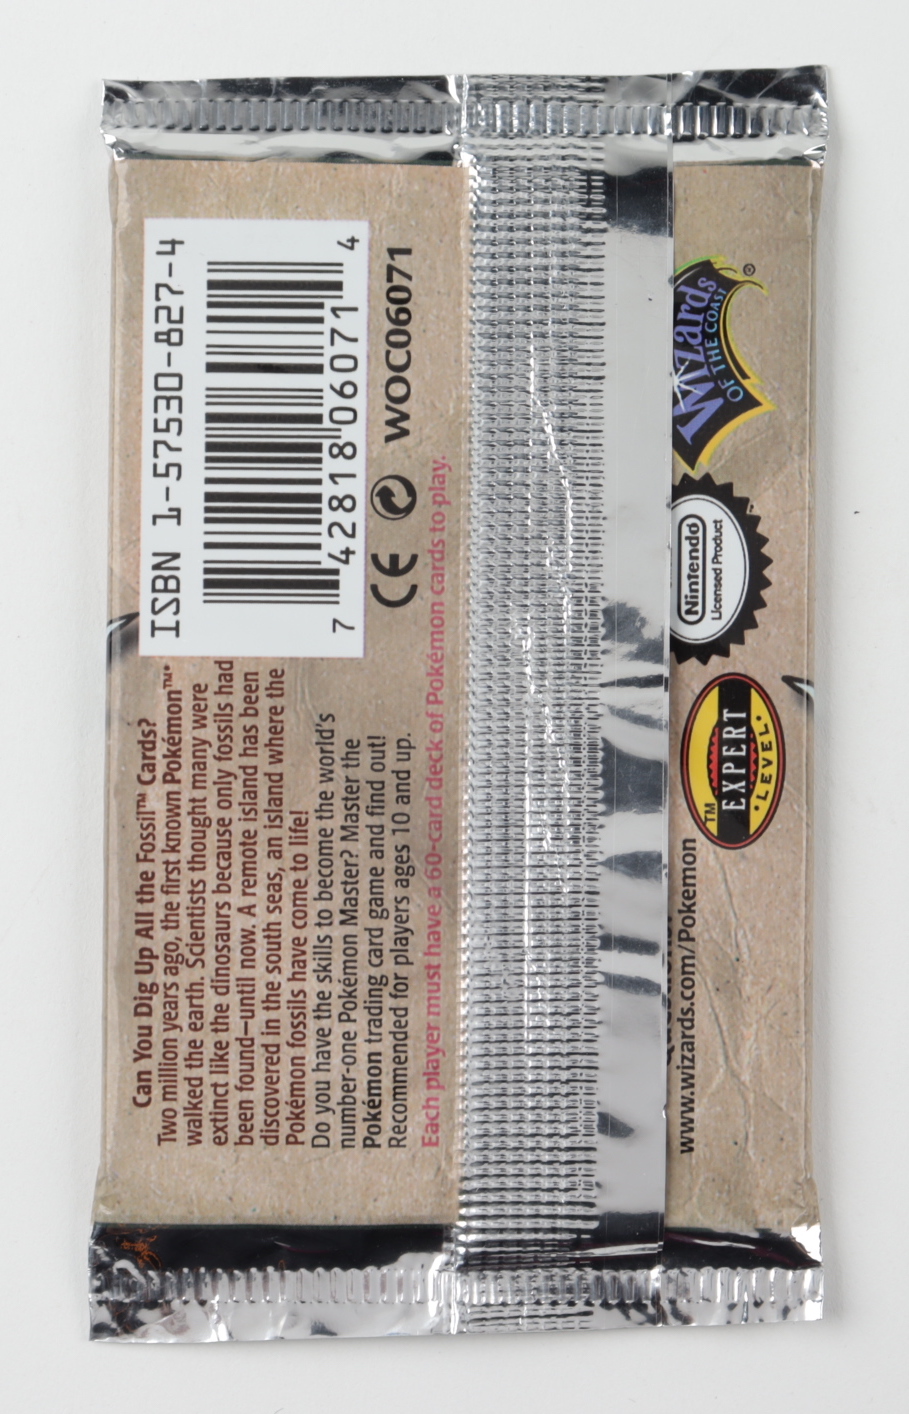 Can You Dig Up All the Fossil™ Cards?
Two million years ago, the first known Pokémon™*
walked the earth. Scientists thought many were
extinct like the dinosaurs because only fossils had
been found–until now. A remote island has been
discovered in the south seas, an island where the
Pokémon fossils have come to life!
Do you have the skills to become the world's
number-one Pokémon Master? Master the
Pokémon trading card game and find out!
Recommended for players ages 10 and up.
Each player must have a 60-card deck of Pokémon cards to play.
ISBN 1-57530-827-4
7 42818 06071 4
CE WOC06071
www.wizards.com/Pokemon
TM
EXPERT
LEVEL
Nintendo
Licensed Product
Wizards
OF THE COAST
®